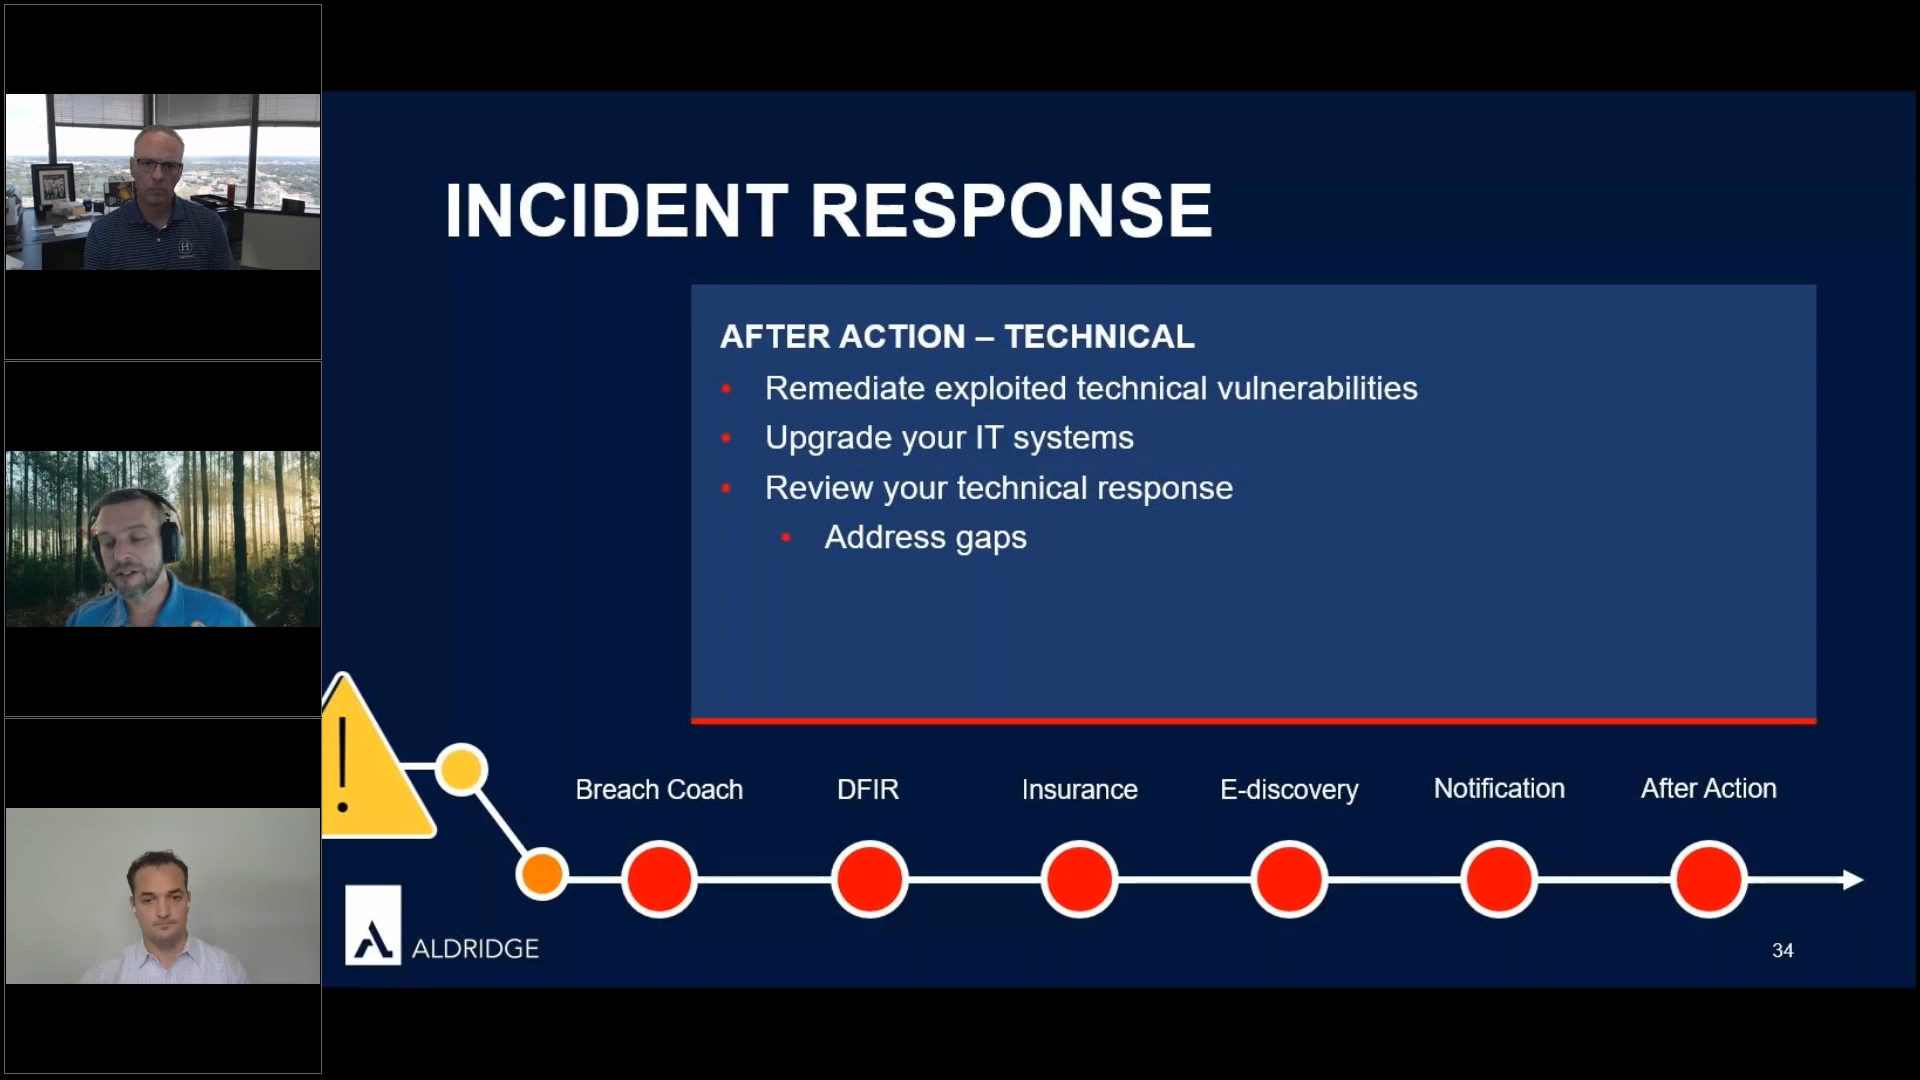 INCIDENT RESPONSE
AFTER ACTION – TECHNICAL
• Remediate exploited technical vulnerabilities
• Upgrade your IT systems
• Review your technical response
• Address gaps
Breach Coach
DFIR
Insurance
E-discovery
Notification
After Action
ALDRIDGE
34